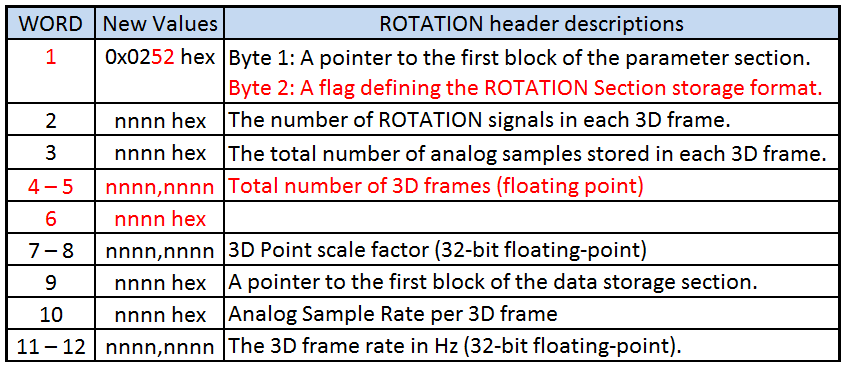 WORD New Values ROTATION header descriptions
1 0x0252 hex Byte 1: A pointer to the first block of the parameter section.
Byte 2: A flag defining the ROTATION Section storage format.
2 nnnn hex The number of ROTATION signals in each 3D frame.
3 nnnn hex The total number of analog samples stored in each 3D frame.
4 – 5 nnnn,nnnn Total number of 3D frames (floating point)
6 nnnn hex
7 – 8 nnnn,nnnn 3D Point scale factor (32-bit floating-point)
9 nnnn hex A pointer to the first block of the data storage section.
10 nnnn hex Analog Sample Rate per 3D frame
11 – 12 nnnn,nnnn The 3D frame rate in Hz (32-bit floating-point).